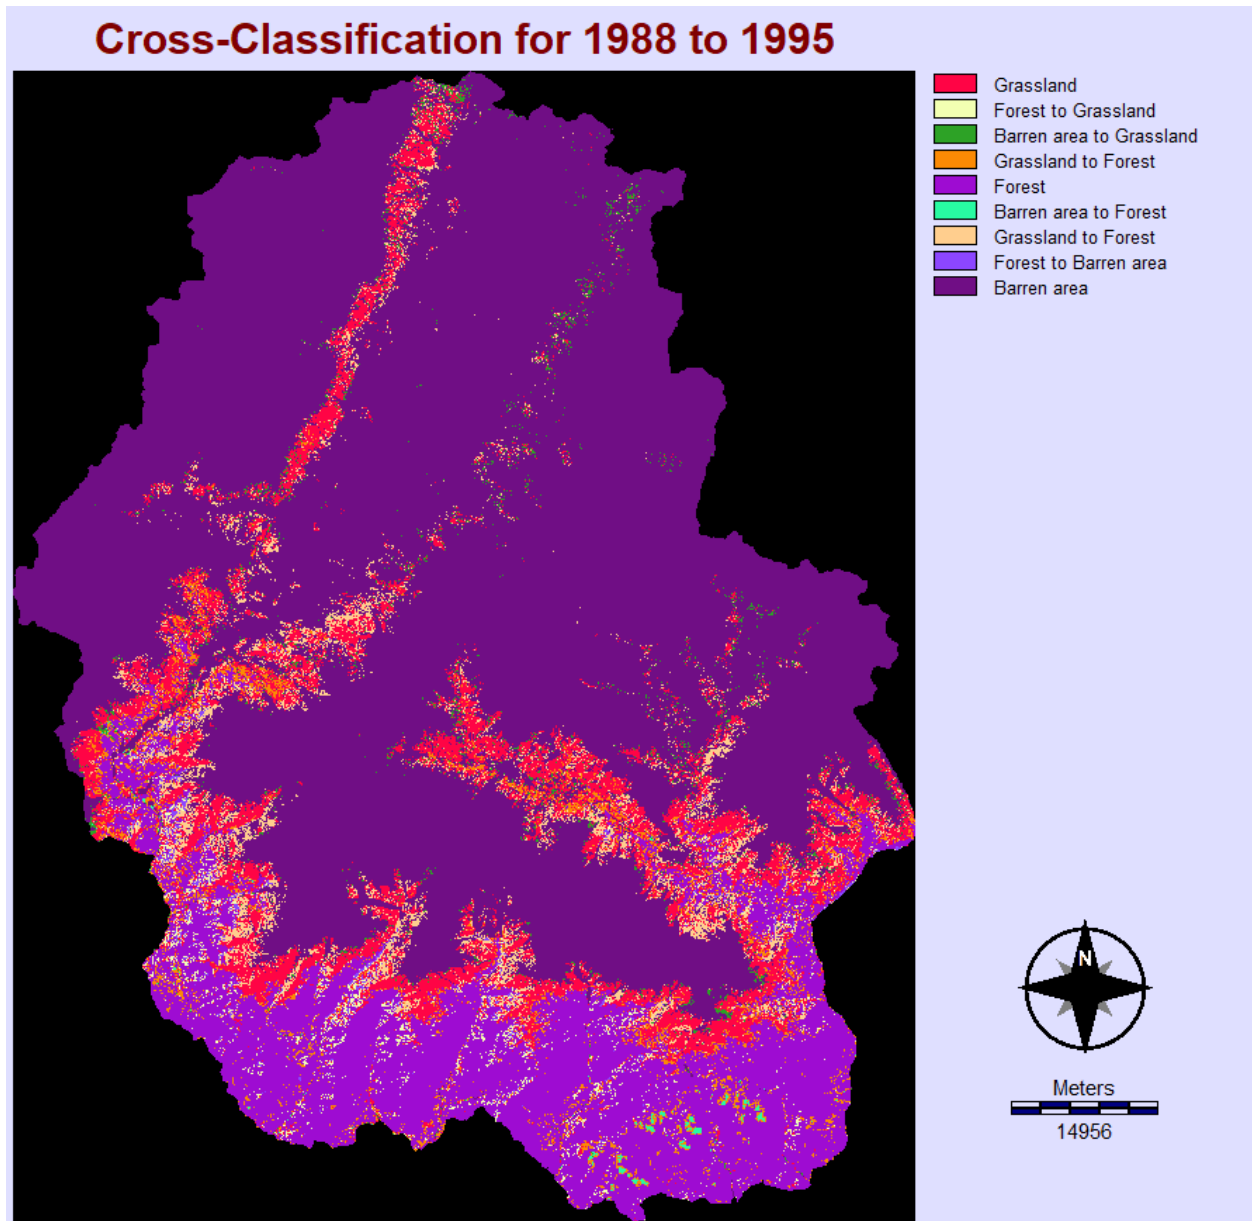 Cross-Classification for 1988 to 1995
Grassland
Forest to Grassland
Barren area to Grassland
Grassland to Forest
Forest
Barren area to Forest
Grassland to Forest
Forest to Barren area
Barren area
N
Meters
14956